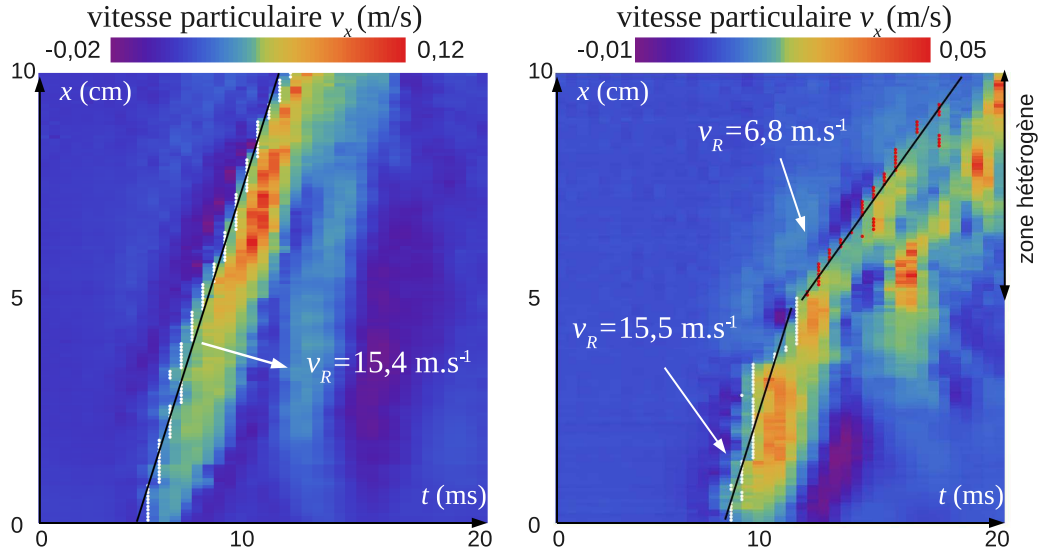 vitesse particulaire vₓ (m/s)
-0,02 0,12
10
x (cm)
5
v_R=15,4 m.s⁻¹
t (ms)
0
0 10 20
vitesse particulaire vₓ (m/s)
-0,01 0,05
10
x (cm)
v_R=6,8 m.s⁻¹
zone hétérogène
5
v_R=15,5 m.s⁻¹
t (ms)
0
0 10 20